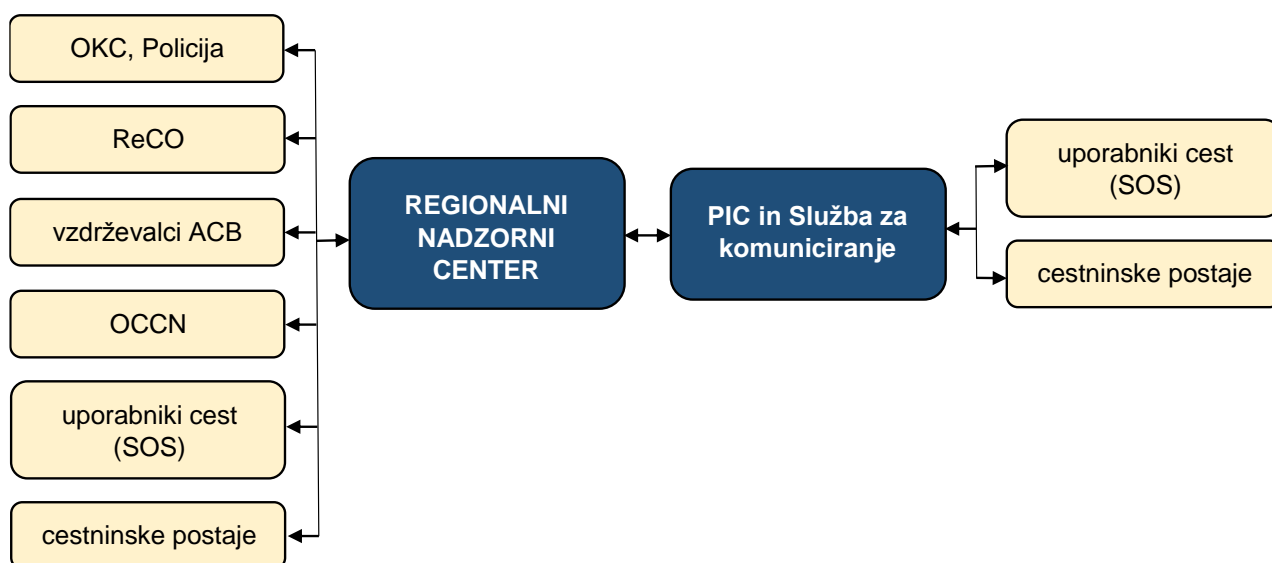 OKC, Policija
ReCO
vzdrževalci ACB
OCCN
uporabniki cest
(SOS)
cestninske postaje
REGIONALNI
NADZORNI
CENTER
PIC in Služba za
komuniciranje
uporabniki cest
(SOS)
cestninske postaje